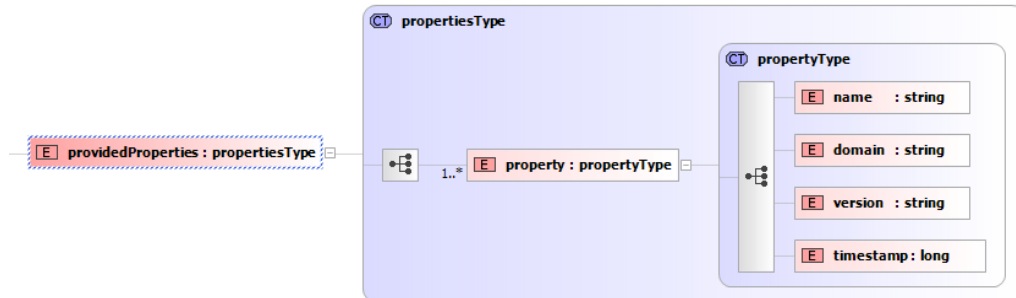 CT propertiesType
CT propertyType
E name : string
E providedProperties : propertiesType
1..* E property : propertyType
E domain : string
E version : string
E timestamp : long